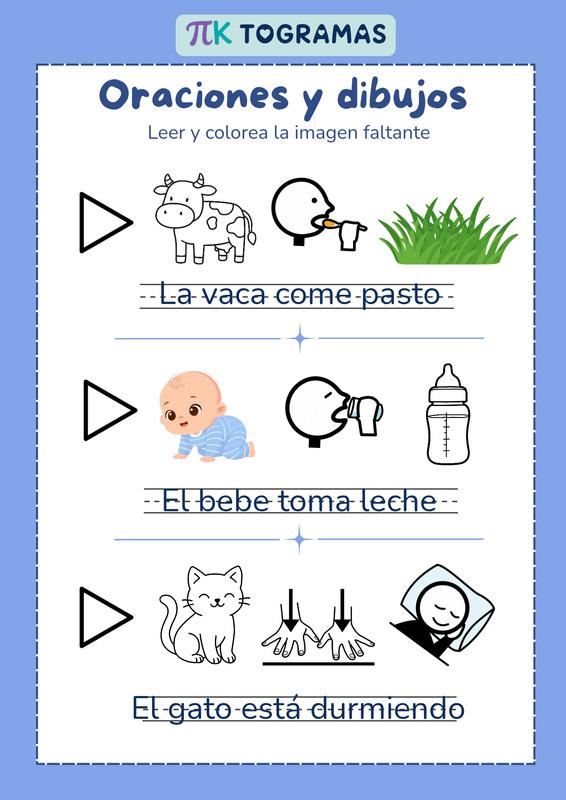 πK TOGRAMAS
Oraciones y dibujos
Leer y colorea la imagen faltante
La vaca come pasto
El bebe toma leche
El gato está durmiendo